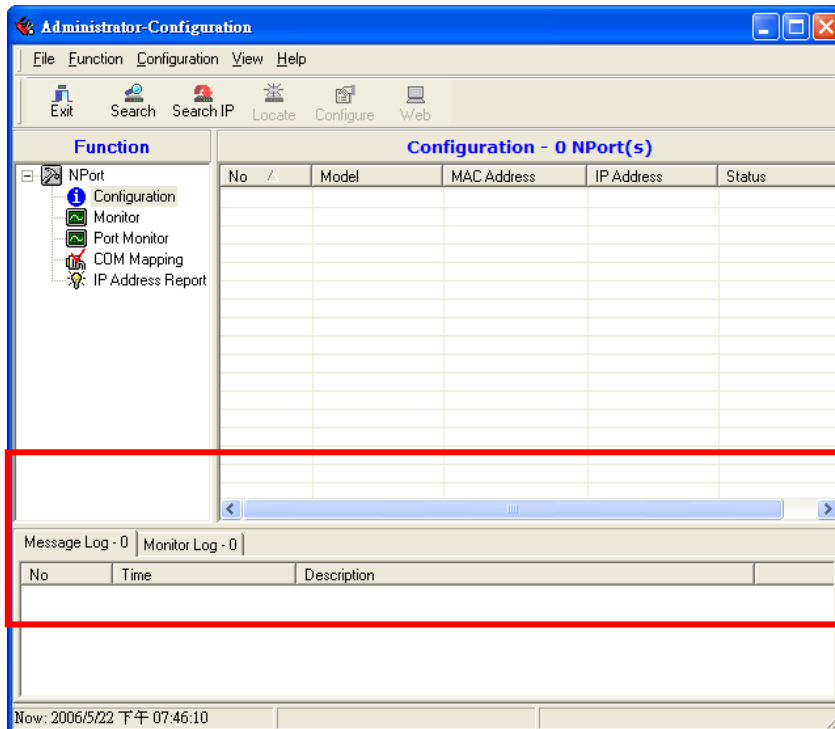 Administrator-Configuration
File Function Configuration View Help
Exit Search Search IP Locate Configure Web
Function
Configuration - 0 NPort(s)
NPort
Configuration
Monitor
Port Monitor
COM Mapping
IP Address Report
No Model MAC Address IP Address Status
Message Log - 0 Monitor Log - 0
No Time Description
Now: 2006/5/22 下午 07:46:10